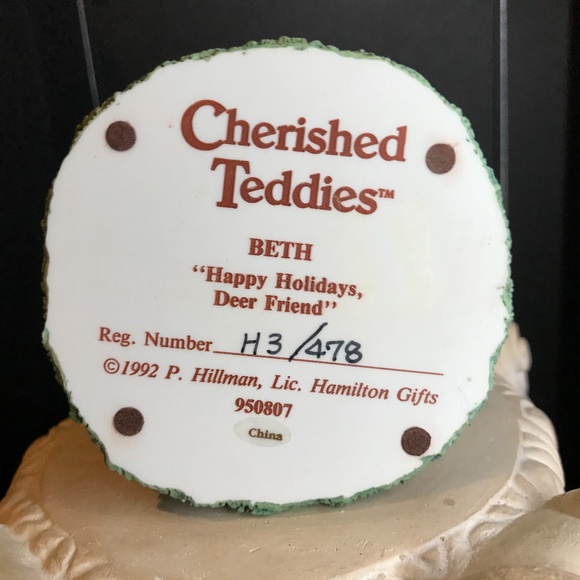 Cherished
Teddies™
BETH
“Happy Holidays,
Deer Friend”
Reg. Number H3/478
©1992 P. Hillman, Lic. Hamilton Gifts
950807
China